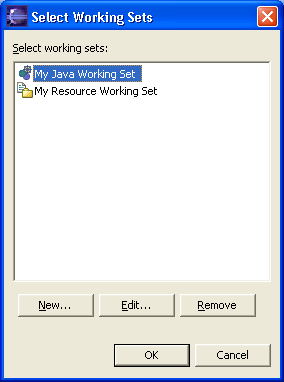 Select Working Sets
Select working sets:
My Java Working Set
My Resource Working Set
New... Edit... Remove
OK Cancel